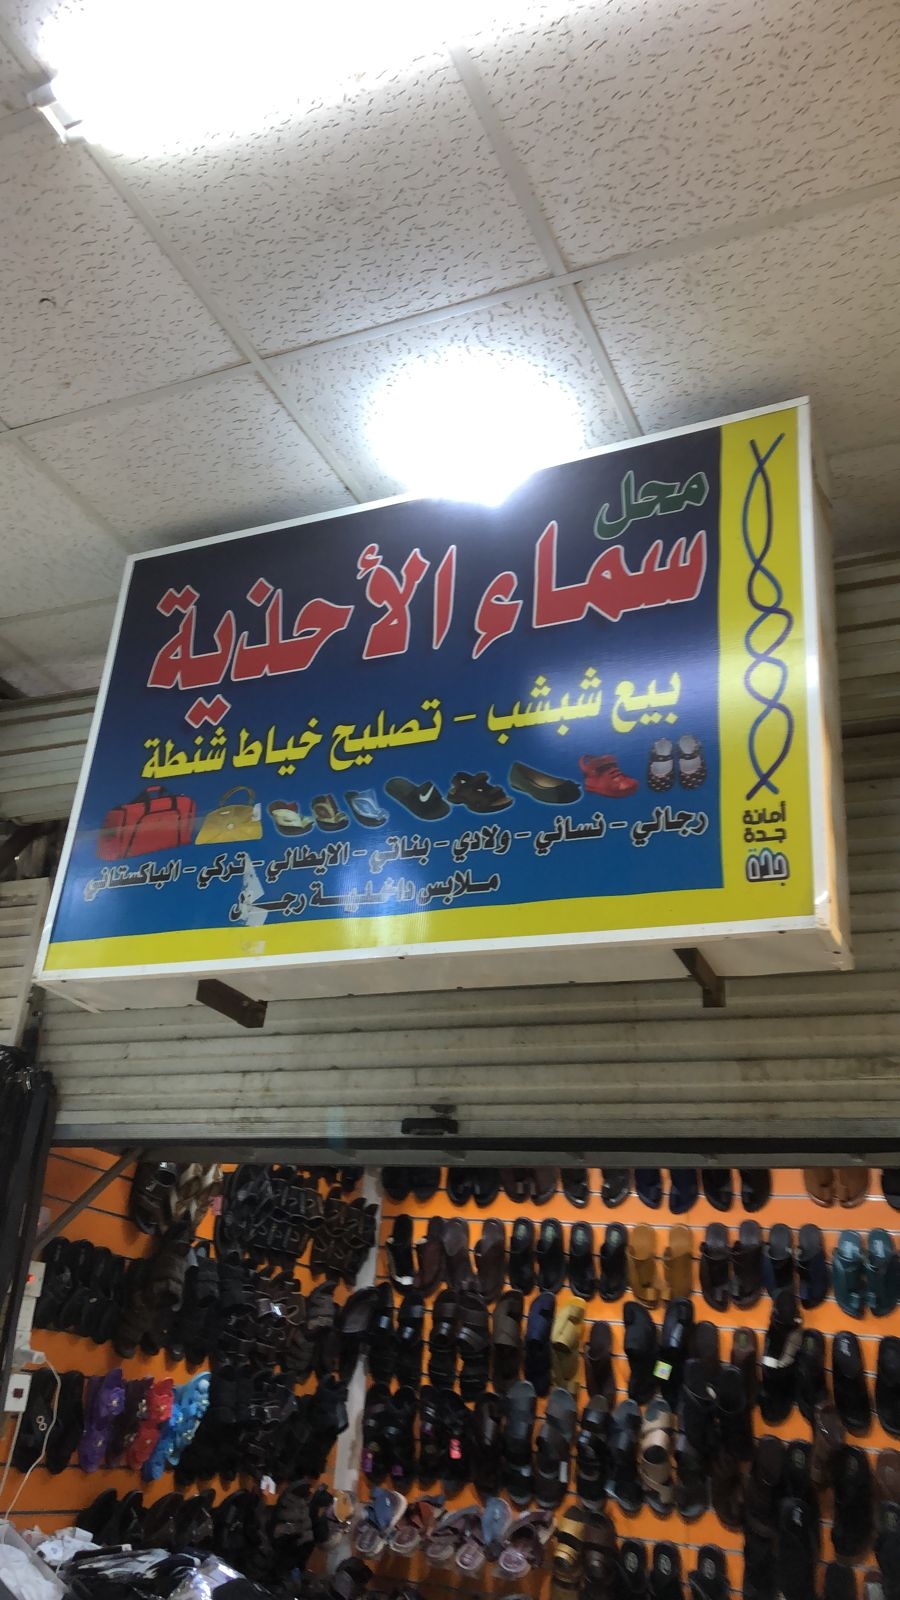 محل
سماء الأحذية
بيع شبشب - تصليح خياط شنطة
رجالي - نسائي - ولادي - بناتي - الايطالي - تركي - الباكستاني
ملابس داخلية
أمانة
جدة
جدة